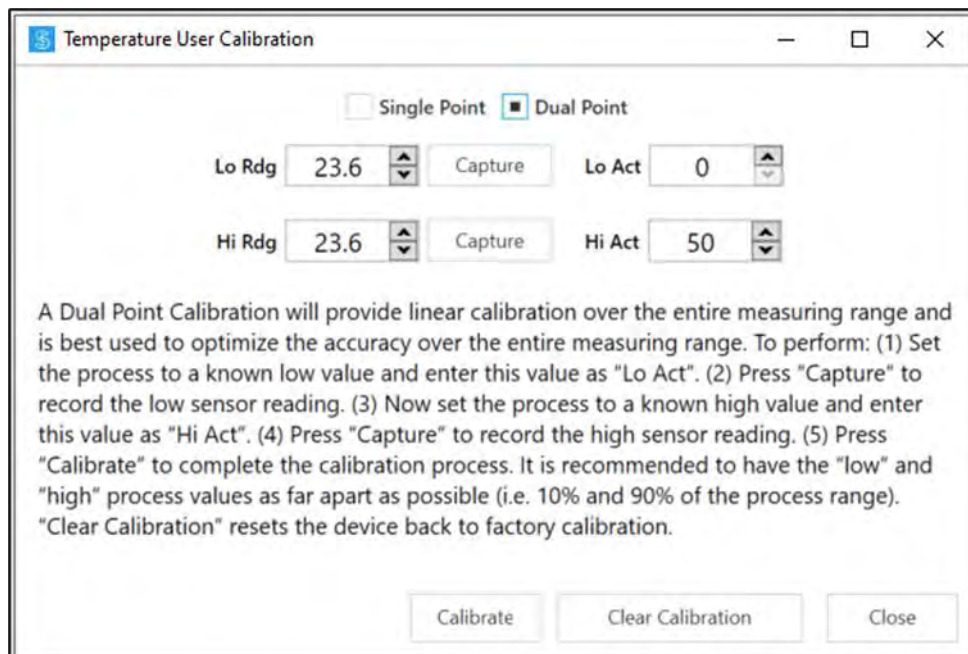 Temperature User Calibration
Single Point Dual Point
Lo Rdg 23.6 Capture Lo Act 0
Hi Rdg 23.6 Capture Hi Act 50
A Dual Point Calibration will provide linear calibration over the entire measuring range and
is best used to optimize the accuracy over the entire measuring range. To perform: (1) Set
the process to a known low value and enter this value as "Lo Act". (2) Press "Capture" to
record the low sensor reading. (3) Now set the process to a known high value and enter
this value as "Hi Act". (4) Press "Capture" to record the high sensor reading. (5) Press
"Calibrate" to complete the calibration process. It is recommended to have the "low" and
"high" process values as far apart as possible (i.e. 10% and 90% of the process range).
"Clear Calibration" resets the device back to factory calibration.
Calibrate Clear Calibration Close